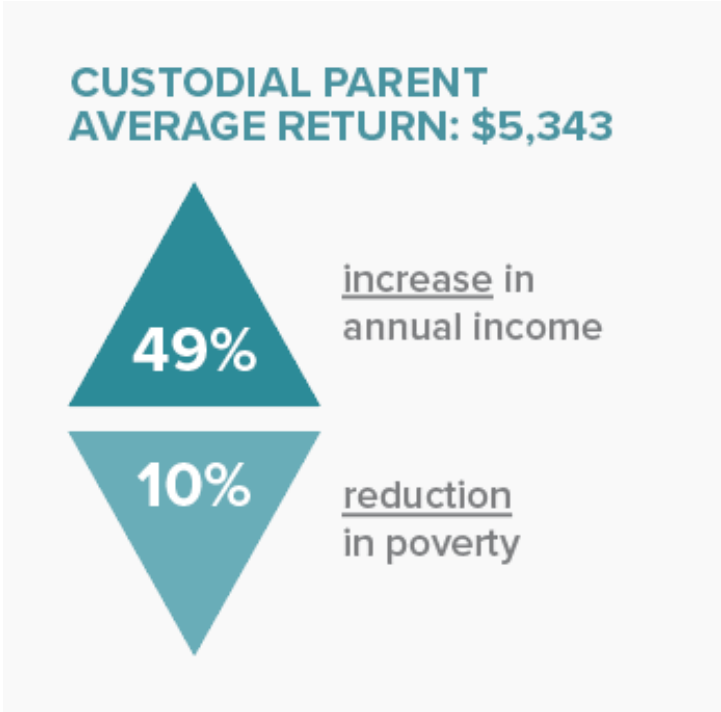 CUSTODIAL PARENT
AVERAGE RETURN: $5,343
49%
increase in
annual income
10%
reduction
in poverty